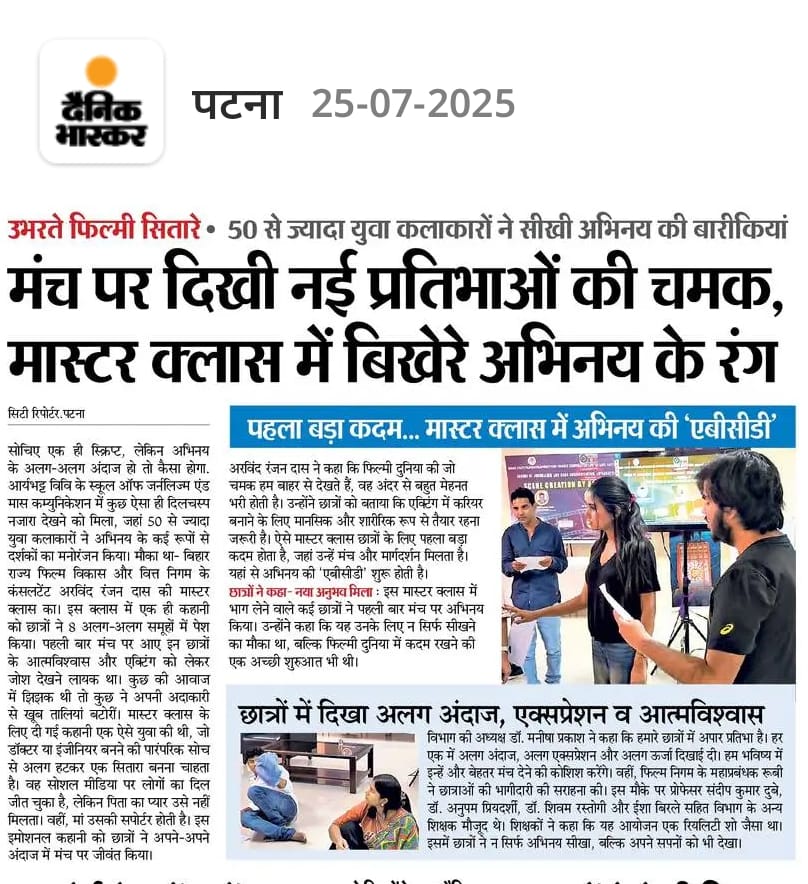 दैनिक
भास्कर
पटना 25-07-2025
उभरते फिल्मी सितारे • 50 से ज्यादा युवा कलाकारों ने सीखी अभिनय की बारीकियां
मंच पर दिखी नई प्रतिभाओं की चमक,
मास्टर क्लास में बिखेरे अभिनय के रंग
सिटी रिपोर्टर.पटना
सोचिए एक ही स्क्रिप्ट, लेकिन अभिनय
के अलग-अलग अंदाज हो तो कैसा होगा.
आर्यभट्ट विवि के स्कूल ऑफ जर्नलिज्म एंड
मास कम्युनिकेशन में कुछ ऐसा ही दिलचस्प
नजारा देखने को मिला, जहां 50 से ज्यादा
युवा कलाकारों ने अभिनय के कई रूपों से
दर्शकों का मनोरंजन किया। मौका था- बिहार
राज्य फिल्म विकास और वित्त निगम के
कंसलटेंट अरविंद रंजन दास की मास्टर
क्लास का। इस क्लास में एक ही कहानी
को छात्रों ने 8 अलग-अलग समूहों में पेश
किया। पहली बार मंच पर आए इन छात्रों
के आत्मविश्वास और एक्टिंग को लेकर
जोश देखने लायक था। कुछ की आवाज
में झिझक थी तो कुछ ने अपनी अदाकारी
से खूब तालियां बटोरीं। मास्टर क्लास के
लिए दी गई कहानी एक ऐसे युवा की थी, जो
डॉक्टर या इंजीनियर बनने की पारंपरिक सोच
से अलग हटकर एक सितारा बनना चाहता
है। वह सोशल मीडिया पर लोगों का दिल
जीत चुका है, लेकिन पिता का प्यार उसे नहीं
मिलता। वहीं, मां उसकी सपोर्टर होती है। इस
इमोशनल कहानी को छात्रों ने अपने-अपने
अंदाज में मंच पर जीवंत किया।
पहला बड़ा कदम... मास्टर क्लास में अभिनय की 'एबीसीडी'
अरविंद रंजन दास ने कहा कि फिल्मी दुनिया की जो
चमक हम बाहर से देखते हैं, वह अंदर से बहुत मेहनत
भरी होती है। उन्होंने छात्रों को बताया कि एक्टिंग में करियर
बनाने के लिए मानसिक और शारीरिक रूप से तैयार रहना
जरूरी है। ऐसे मास्टर क्लास छात्रों के लिए पहला बड़ा
कदम होता है, जहां उन्हें मंच और मार्गदर्शन मिलता है।
यहां से अभिनय की 'एबीसीडी' शुरू होती है।
छात्रों ने कहा- नया अनुभव मिला : इस मास्टर क्लास में
भाग लेने वाले कई छात्रों ने पहली बार मंच पर अभिनय
किया। उन्होंने कहा कि यह उनके लिए न सिर्फ सीखने
का मौका था, बल्कि फिल्मी दुनिया में कदम रखने की
एक अच्छी शुरुआत भी थी।
SCENE CREATION BY
छात्रों में दिखा अलग अंदाज, एक्सप्रेशन व आत्मविश्वास
विभाग की अध्यक्ष डॉ. मनीषा प्रकाश ने कहा कि हमारे छात्रों में अपार प्रतिभा है। हर
एक में अलग अंदाज, अलग एक्सप्रेशन और अलग ऊर्जा दिखाई दी। हम भविष्य में
इन्हें और बेहतर मंच देने की कोशिश करेंगे। वहीं, फिल्म निगम के महाप्रबंधक रूबी
ने छात्राओं की भागीदारी की सराहना की। इस मौके पर प्रोफेसर संदीप कुमार दुबे,
डॉ. अनुपम प्रियदर्शी, डॉ. शिवम रस्तोगी और ईशा बिरले सहित विभाग के अन्य
शिक्षक मौजूद थे। शिक्षकों ने कहा कि यह आयोजन एक रियलिटी शो जैसा था।
इसमें छात्रों ने न सिर्फ अभिनय सीखा, बल्कि अपने सपनों को भी देखा।